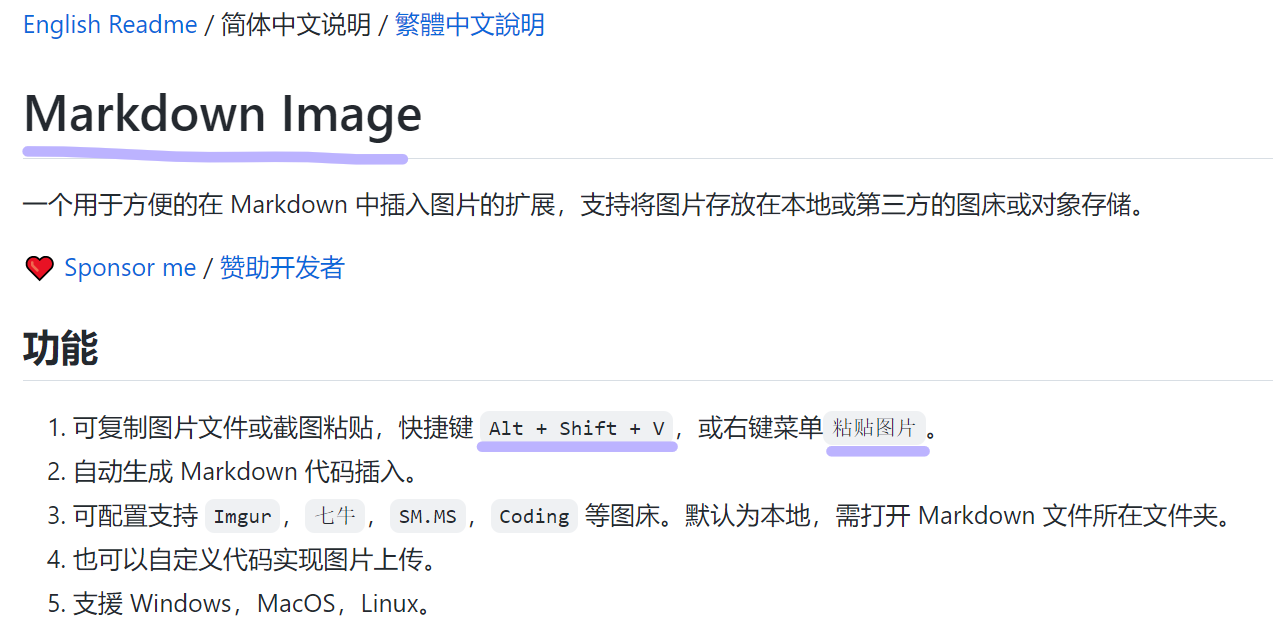 English Readme / 简体中文说明 / 繁體中文說明
Markdown Image
一个用于方便的在 Markdown 中插入图片的扩展，支持将图片存放在本地或第三方的图床或对象存储。
Sponsor me / 赞助开发者
功能
1. 可复制图片文件或截图粘贴，快捷键 Alt + Shift + V ，或右键菜单 粘贴图片 。
2. 自动生成 Markdown 代码插入。
3. 可配置支持 Imgur ， 七牛 ， SM.MS ， Coding 等图床。默认为本地，需打开 Markdown 文件所在文件夹。
4. 也可以自定义代码实现图片上传。
5. 支援 Windows，MacOS，Linux。